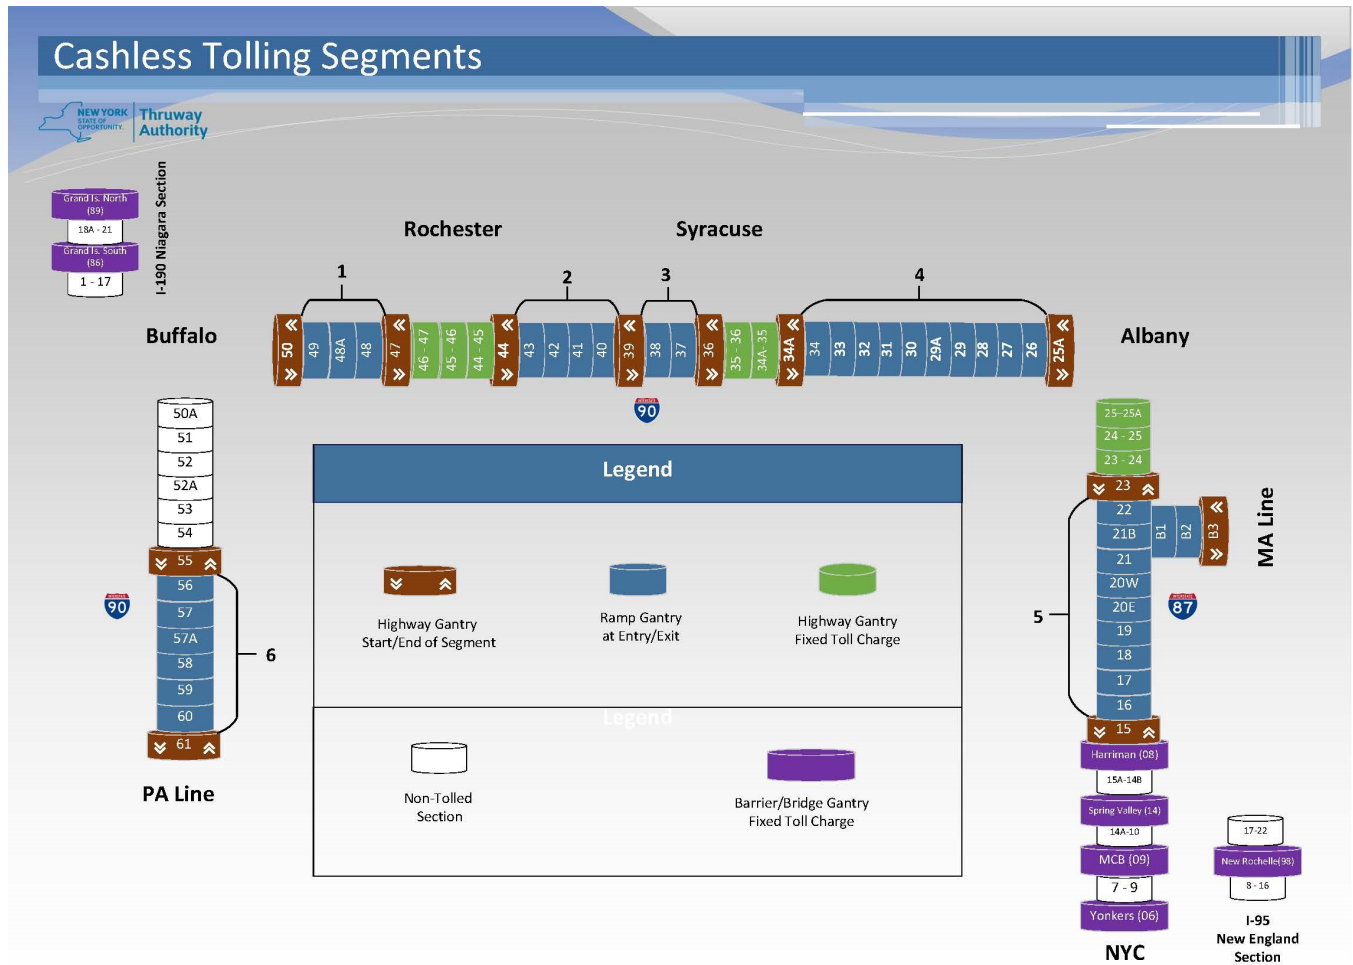 Cashless Tolling Segments
NEW YORK
STATE OF
OPPORTUNITY.
Thruway
Authority
Grand Is. North
(89)
18A - 21
Grand Is. South
(86)
1 - 17
I-190 Niagara Section
Rochester
Syracuse
1
2
3
4
Buffalo
50
49
48A
48
47
46 - 47
45 - 46
44 - 45
44
43
42
41
40
39
38
37
36
35 - 36
34A- 35
34A
34
33
32
31
30
29A
29
28
27
26
25A
Albany
90
50A
51
52
52A
53
54
55
56
57
57A
58
59
60
61
90
6
PA Line
Legend
Highway Gantry
Start/End of Segment
Ramp Gantry
at Entry/Exit
Highway Gantry
Fixed Toll Charge
Legend
Non-Tolled
Section
Barrier/Bridge Gantry
Fixed Toll Charge
25–25A
24 - 25
23 - 24
23
22
21B
21
20W
20E
19
18
17
16
15
B1
B2
B3
MA Line
87
5
Harriman (08)
15A-14B
Spring Valley (14)
14A-10
MCB (09)
7 - 9
Yonkers (06)
NYC
17-22
New Rochelle(98)
8 - 16
I-95
New England
Section